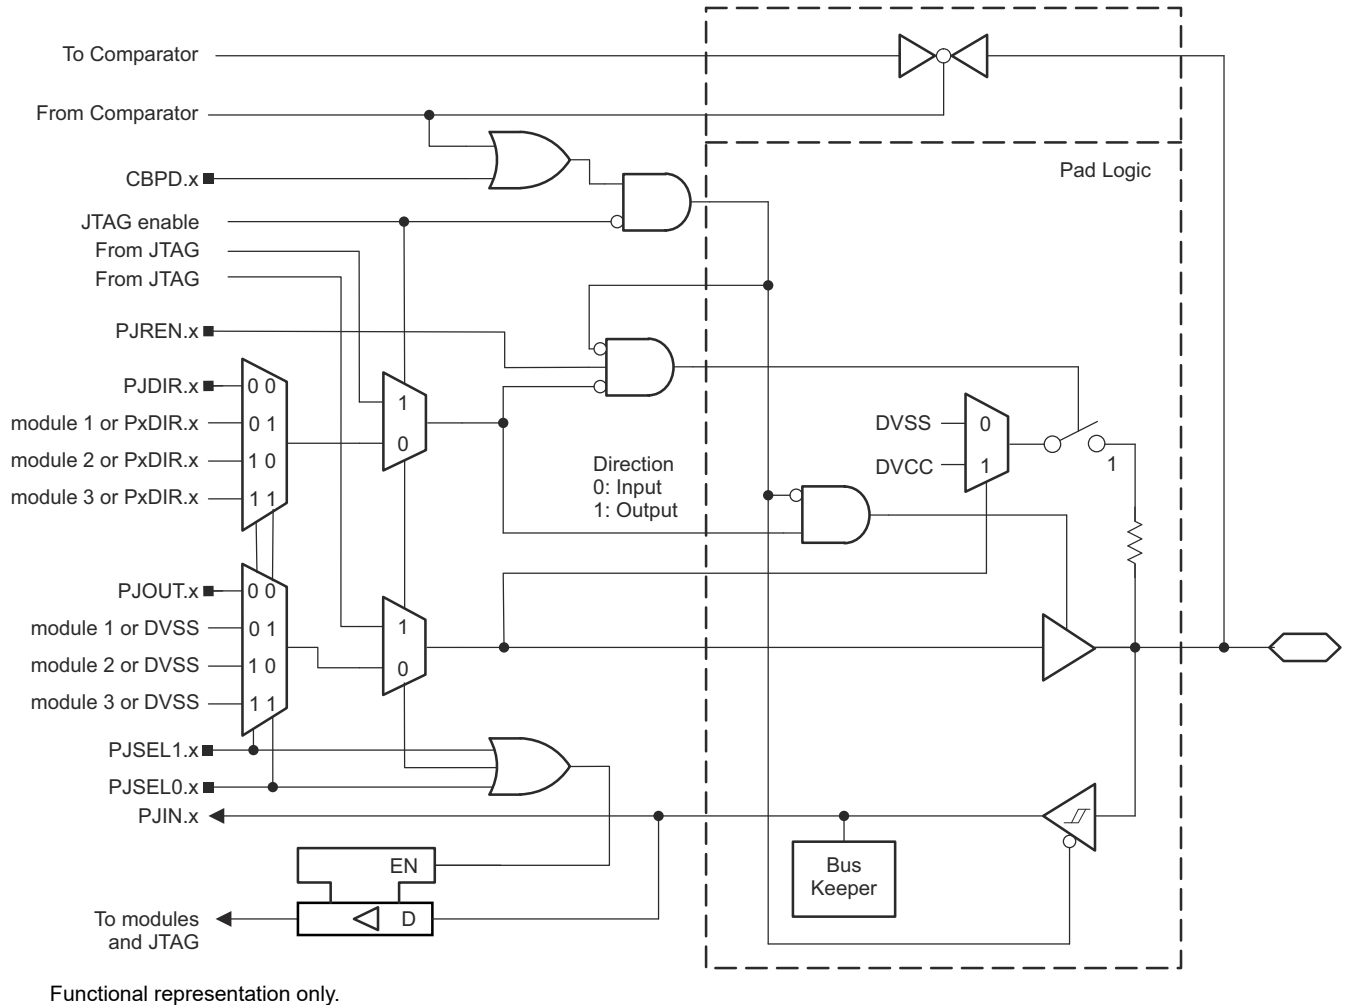 To Comparator
From Comparator
Pad Logic
CBPD.x
JTAG enable
From JTAG
From JTAG
PJREN.x
PJDIR.x
0 0
module 1 or PxDIR.x
0 1
module 2 or PxDIR.x
1 0
module 3 or PxDIR.x
1 1
1
0
DVSS
0
DVCC
1
1
Direction
0: Input
1: Output
PJOUT.x
0 0
module 1 or DVSS
0 1
module 2 or DVSS
1 0
module 3 or DVSS
1 1
1
0
PJSEL1.x
PJSEL0.x
PJIN.x
Bus
Keeper
EN
D
To modules
and JTAG
Functional representation only.